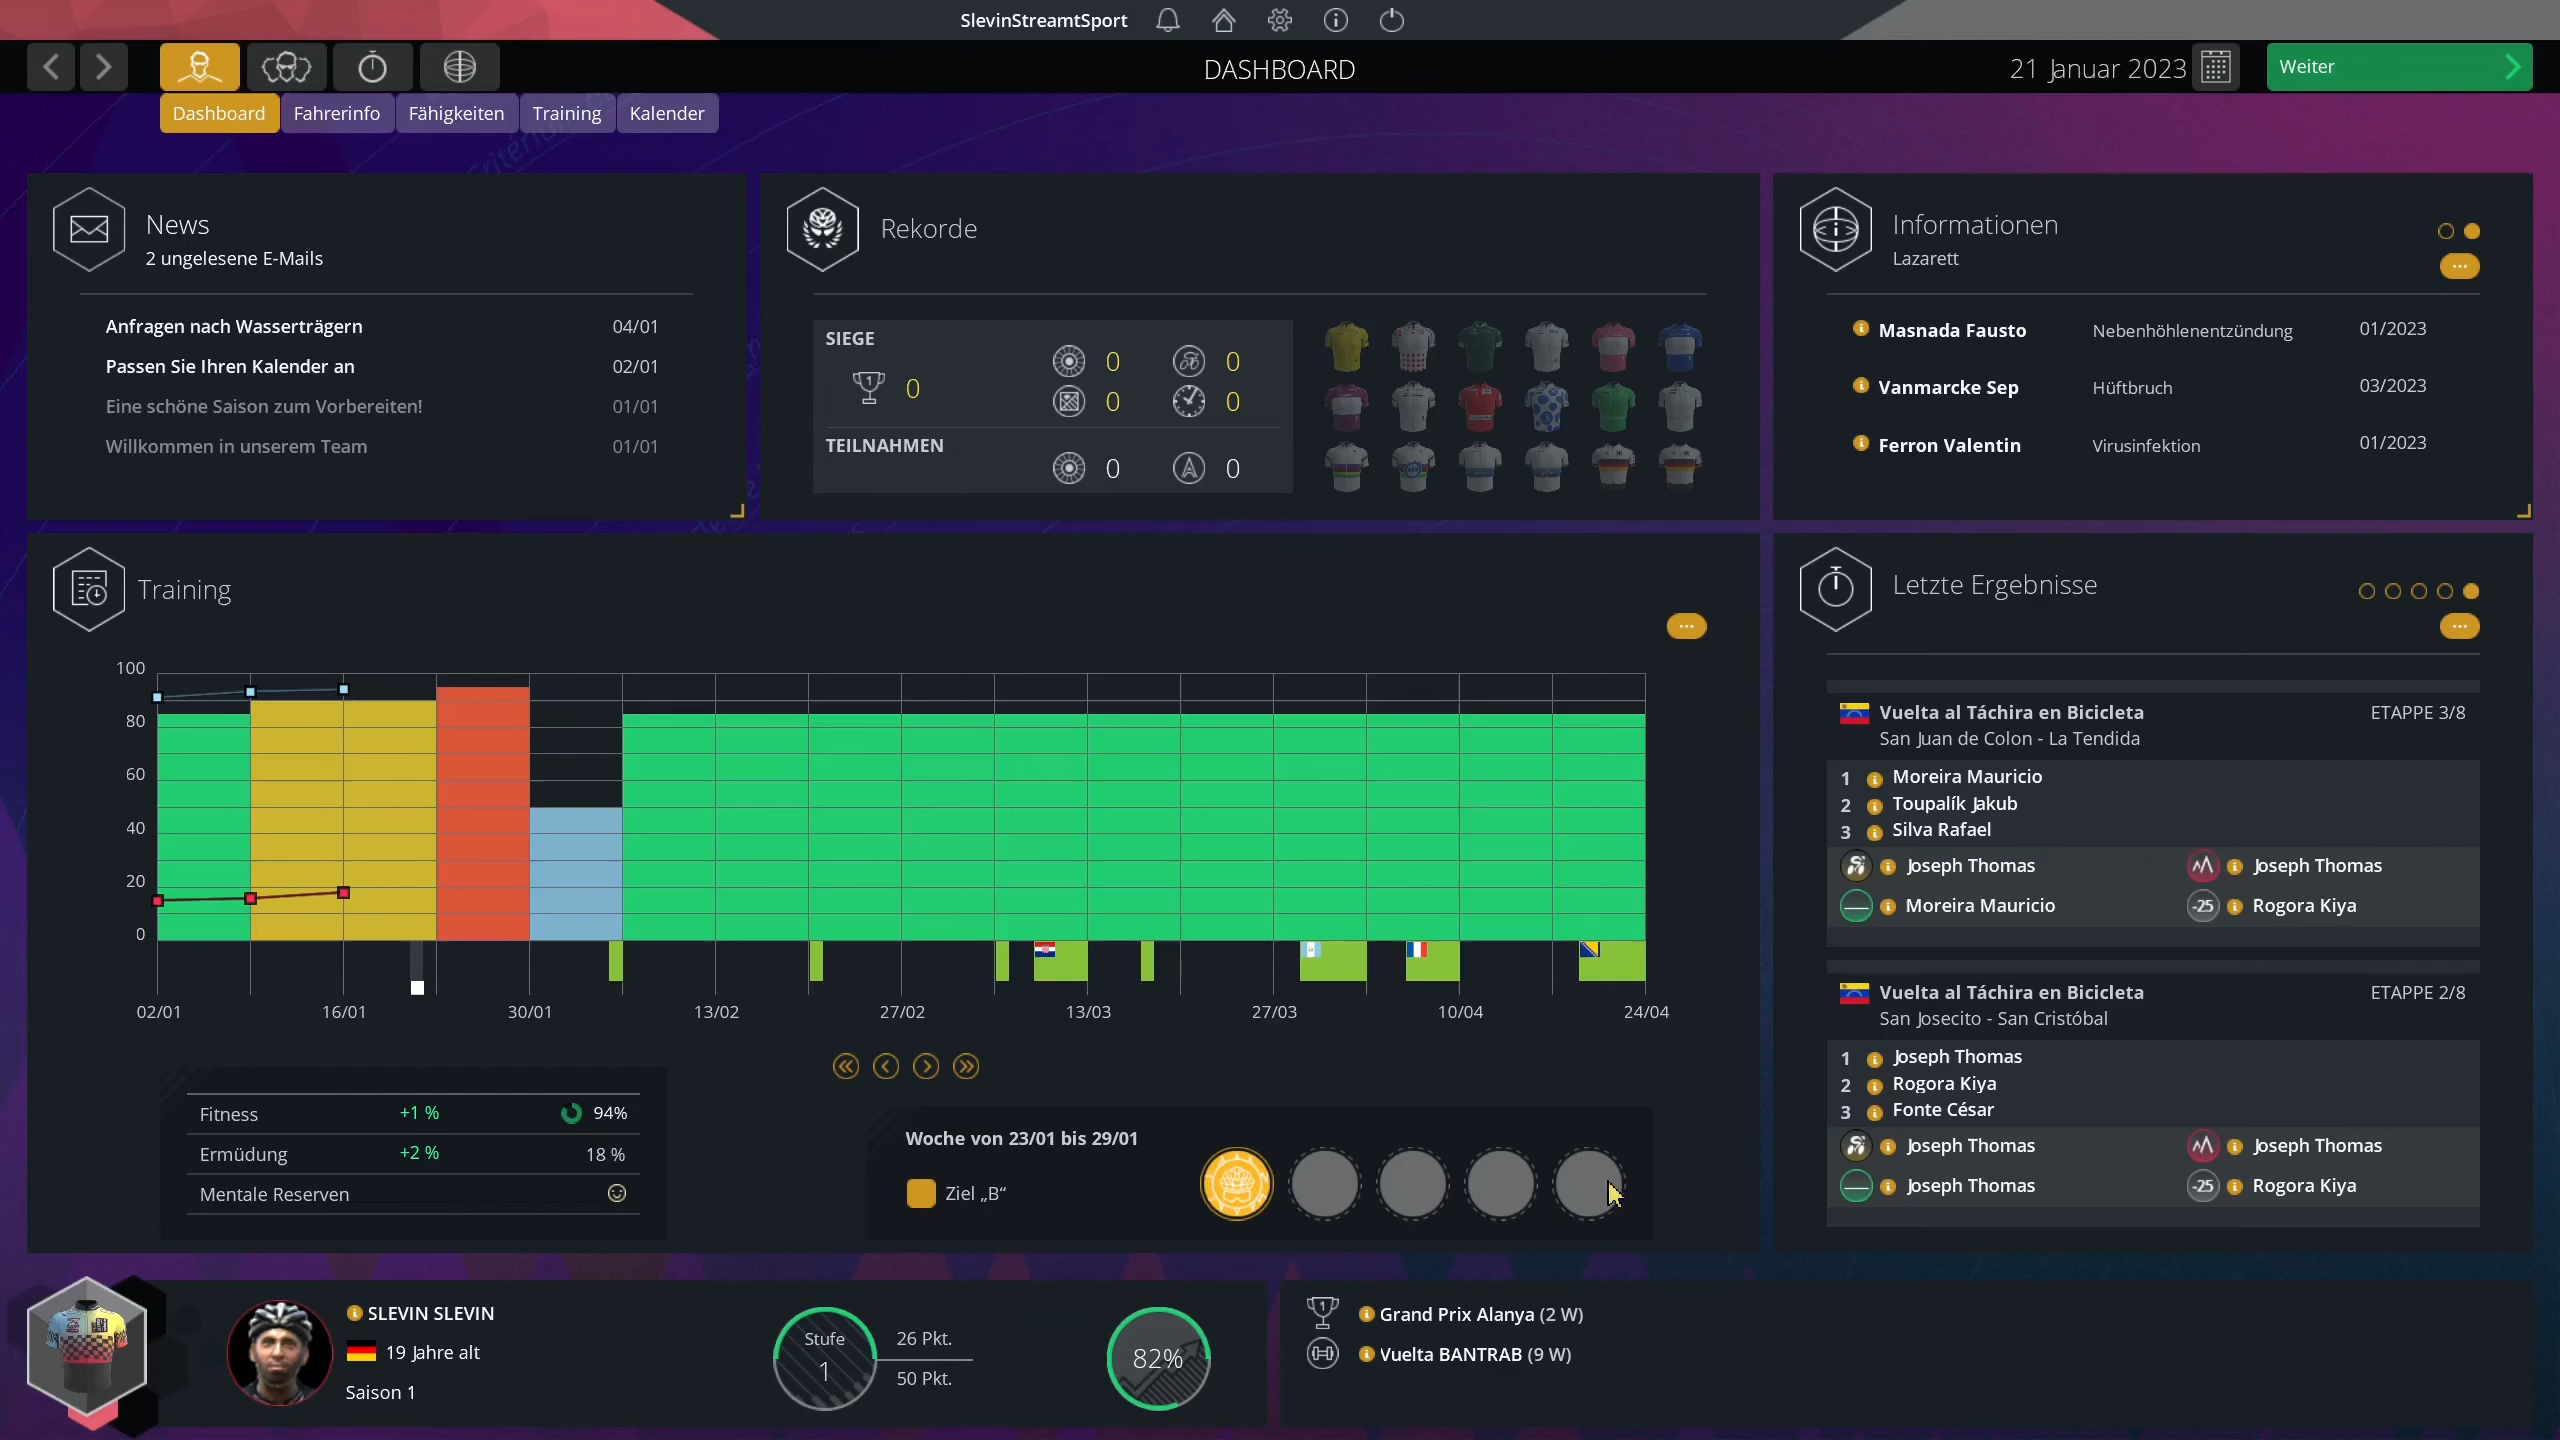 SlevinStreamtSport
DASHBOARD
21 Januar 2023
Weiter
Dashboard
Fahrerinfo
Fähigkeiten
Training
Kalender
News
2 ungelesene E-Mails
Anfragen nach Wasserträgern 04/01
Passen Sie Ihren Kalender an 02/01
Eine schöne Saison zum Vorbereiten! 01/01
Willkommen in unserem Team 01/01
Rekorde
SIEGE
1 0
0 0
0 0
TEILNAHMEN
0 0
Informationen
Lazarett
Masnada Fausto Nebenhöhlenentzündung 01/2023
Vanmarcke Sep Hüftbruch 03/2023
Ferron Valentin Virusinfektion 01/2023
Training
100
80
60
40
20
0
02/01 16/01 30/01 13/02 27/02 13/03 27/03 10/04 24/04
Fitness +1 % 94%
Ermüdung +2 % 18 %
Mentale Reserven
Woche von 23/01 bis 29/01
Ziel „B“
Letzte Ergebnisse
Vuelta al Táchira en Bicicleta ETAPPE 3/8
San Juan de Colon - La Tendida
1 Moreira Mauricio
2 Toupalík Jakub
3 Silva Rafael
Joseph Thomas Joseph Thomas
Moreira Mauricio -25 Rogora Kiya
Vuelta al Táchira en Bicicleta ETAPPE 2/8
San Josecito - San Cristóbal
1 Joseph Thomas
2 Rogora Kiya
3 Fonte César
Joseph Thomas Joseph Thomas
Joseph Thomas -25 Rogora Kiya
SLEVIN SLEVIN
19 Jahre alt
Saison 1
Stufe
1
26 Pkt.
50 Pkt.
82%
1 Grand Prix Alanya (2 W)
Vuelta BANTRAB (9 W)